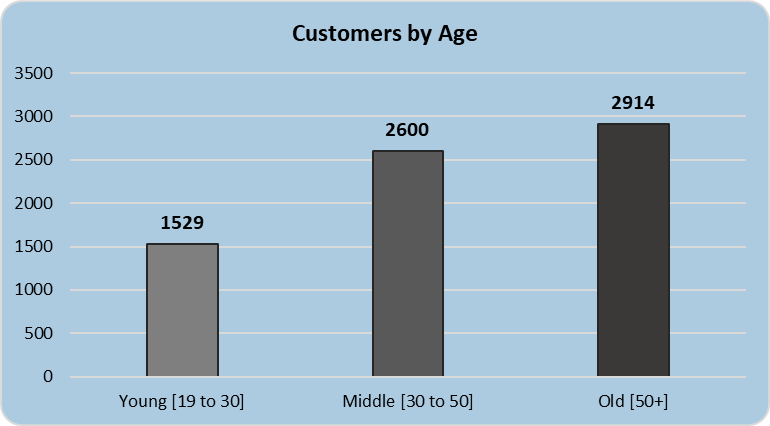 Customers by Age
3500
3000
2500
2000
1500
1000
500
0
1529
2600
2914
Young [19 to 30]
Middle [30 to 50]
Old [50+]